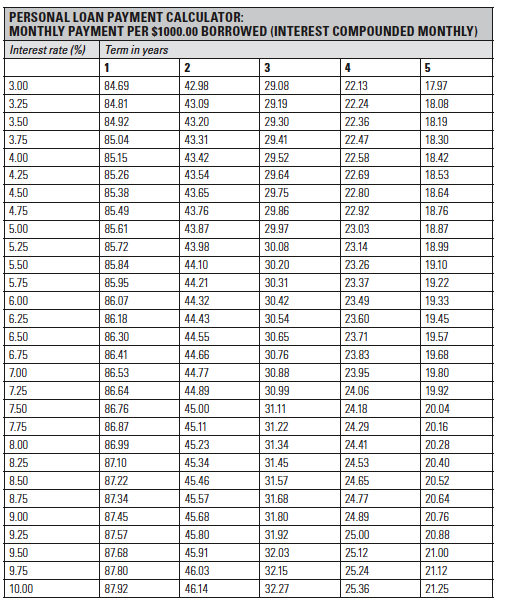 PERSONAL LOAN PAYMENT CALCULATOR:
MONTHLY PAYMENT PER $1000.00 BORROWED (INTEREST COMPOUNDED MONTHLY)
Interest rate (%) Term in years
1 2 3 4 5
3.00 84.69 42.98 29.08 22.13 17.97
3.25 84.81 43.09 29.19 22.24 18.08
3.50 84.92 43.20 29.30 22.36 18.19
3.75 85.04 43.31 29.41 22.47 18.30
4.00 85.15 43.42 29.52 22.58 18.42
4.25 85.26 43.54 29.64 22.69 18.53
4.50 85.38 43.65 29.75 22.80 18.64
4.75 85.49 43.76 29.86 22.92 18.76
5.00 85.61 43.87 29.97 23.03 18.87
5.25 85.72 43.98 30.08 23.14 18.99
5.50 85.84 44.10 30.20 23.26 19.10
5.75 85.95 44.21 30.31 23.37 19.22
6.00 86.07 44.32 30.42 23.49 19.33
6.25 86.18 44.43 30.54 23.60 19.45
6.50 86.30 44.55 30.65 23.71 19.57
6.75 86.41 44.66 30.76 23.83 19.68
7.00 86.53 44.77 30.88 23.95 19.80
7.25 86.64 44.89 30.99 24.06 19.92
7.50 86.76 45.00 31.11 24.18 20.04
7.75 86.87 45.11 31.22 24.29 20.16
8.00 86.99 45.23 31.34 24.41 20.28
8.25 87.10 45.34 31.45 24.53 20.40
8.50 87.22 45.46 31.57 24.65 20.52
8.75 87.34 45.57 31.68 24.77 20.64
9.00 87.45 45.68 31.80 24.89 20.76
9.25 87.57 45.80 31.92 25.00 20.88
9.50 87.68 45.91 32.03 25.12 21.00
9.75 87.80 46.03 32.15 25.24 21.12
10.00 87.92 46.14 32.27 25.36 21.25